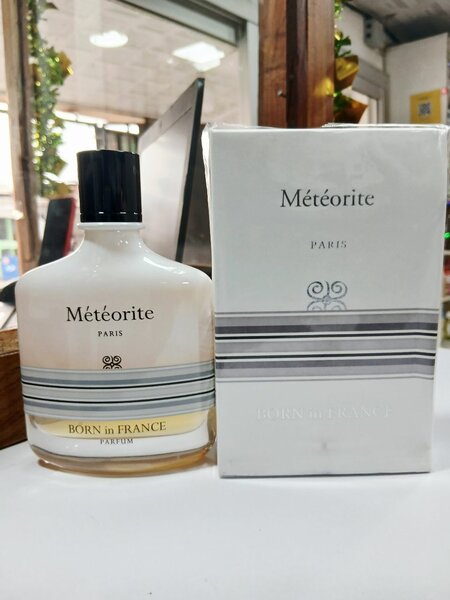 Météorite
PARIS
BORN in FRANCE
PARFUM
Météorite
PARIS
BORN in FRANCE